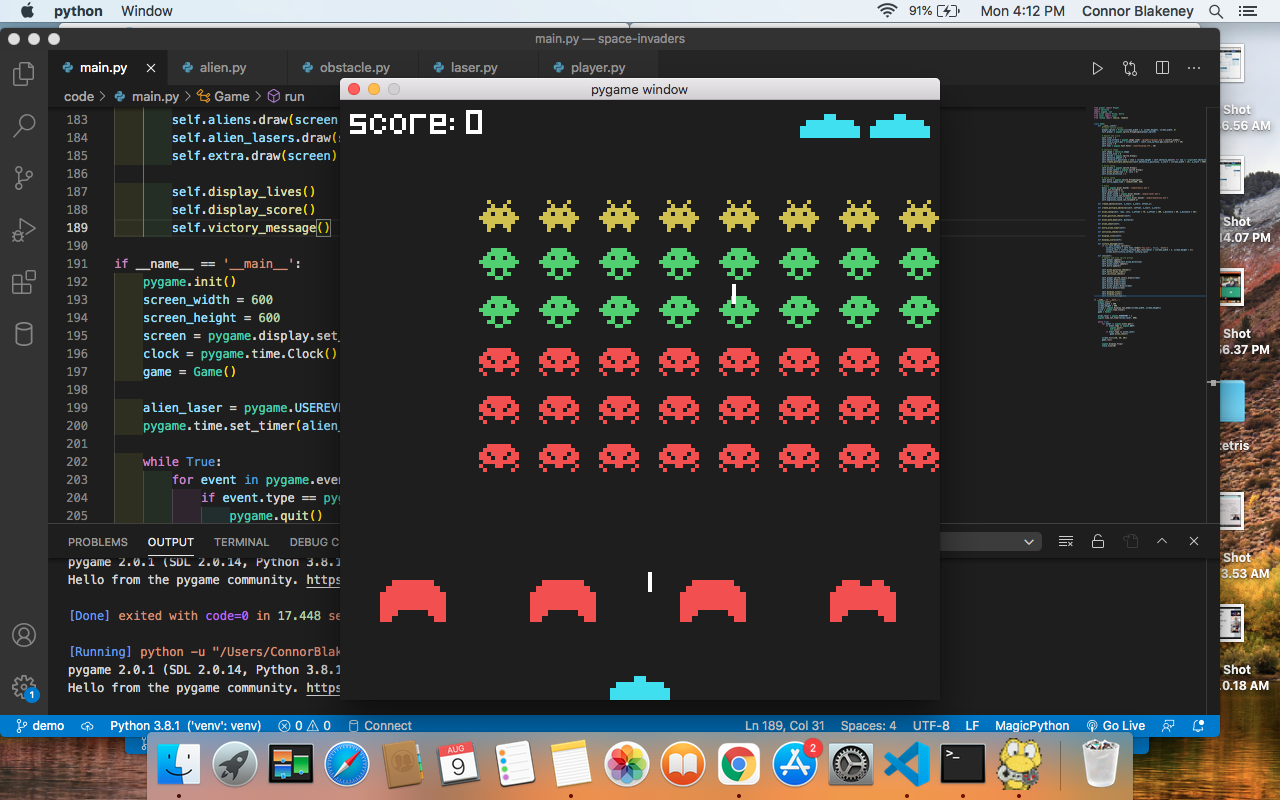 python Window 91% Mon 4:12 PM Connor Blakeney
main.py — space-invaders
main.py alien.py obstacle.py laser.py player.py
code > main.py > Game > run
pygame window
score: 0
183 self.aliens.draw(screen
184 self.alien_lasers.draw(s
185 self.extra.draw(screen)
186
187 self.display_lives()
188 self.display_score()
189 self.victory_message()
190
191 if __name__ == '__main__':
192 pygame.init()
193 screen_width = 600
194 screen_height = 600
195 screen = pygame.display.set_
196 clock = pygame.time.Clock()
197 game = Game()
198
199 alien_laser = pygame.USEREV
200 pygame.time.set_timer(alien_
201
202 while True:
203 for event in pygame.eve
204 if event.type == pyg
205 pygame.quit()
PROBLEMS OUTPUT TERMINAL DEBUG C
pygame 2.0.1 (SDL 2.0.14, Python 3.8.1
Hello from the pygame community. https
[Done] exited with code=0 in 17.448 se
[Running] python -u "/Users/ConnorBlak
pygame 2.0.1 (SDL 2.0.14, Python 3.8.1
Hello from the pygame community. https
1
demo Python 3.8.1 ('venv': venv) 0 0 Connect Ln 189, Col 31 Spaces: 4 UTF-8 LF MagicPython Go Live
Shot
6.56 AM
Shot
4.07 PM
Shot
56.37 PM
etris
Shot
3.53 AM
Shot
0.18 AM
AUG
9
2
>_